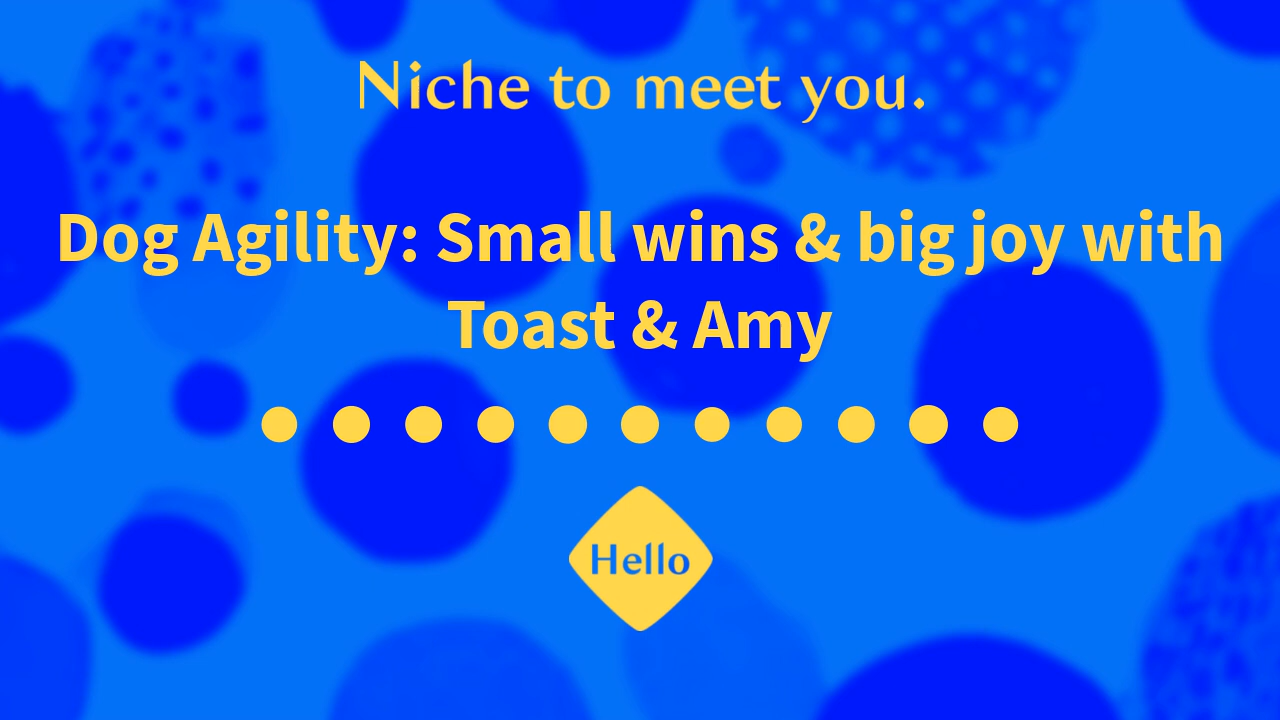 Niche to meet you.
Dog Agility: Small wins & big joy with
Toast & Amy
Hello